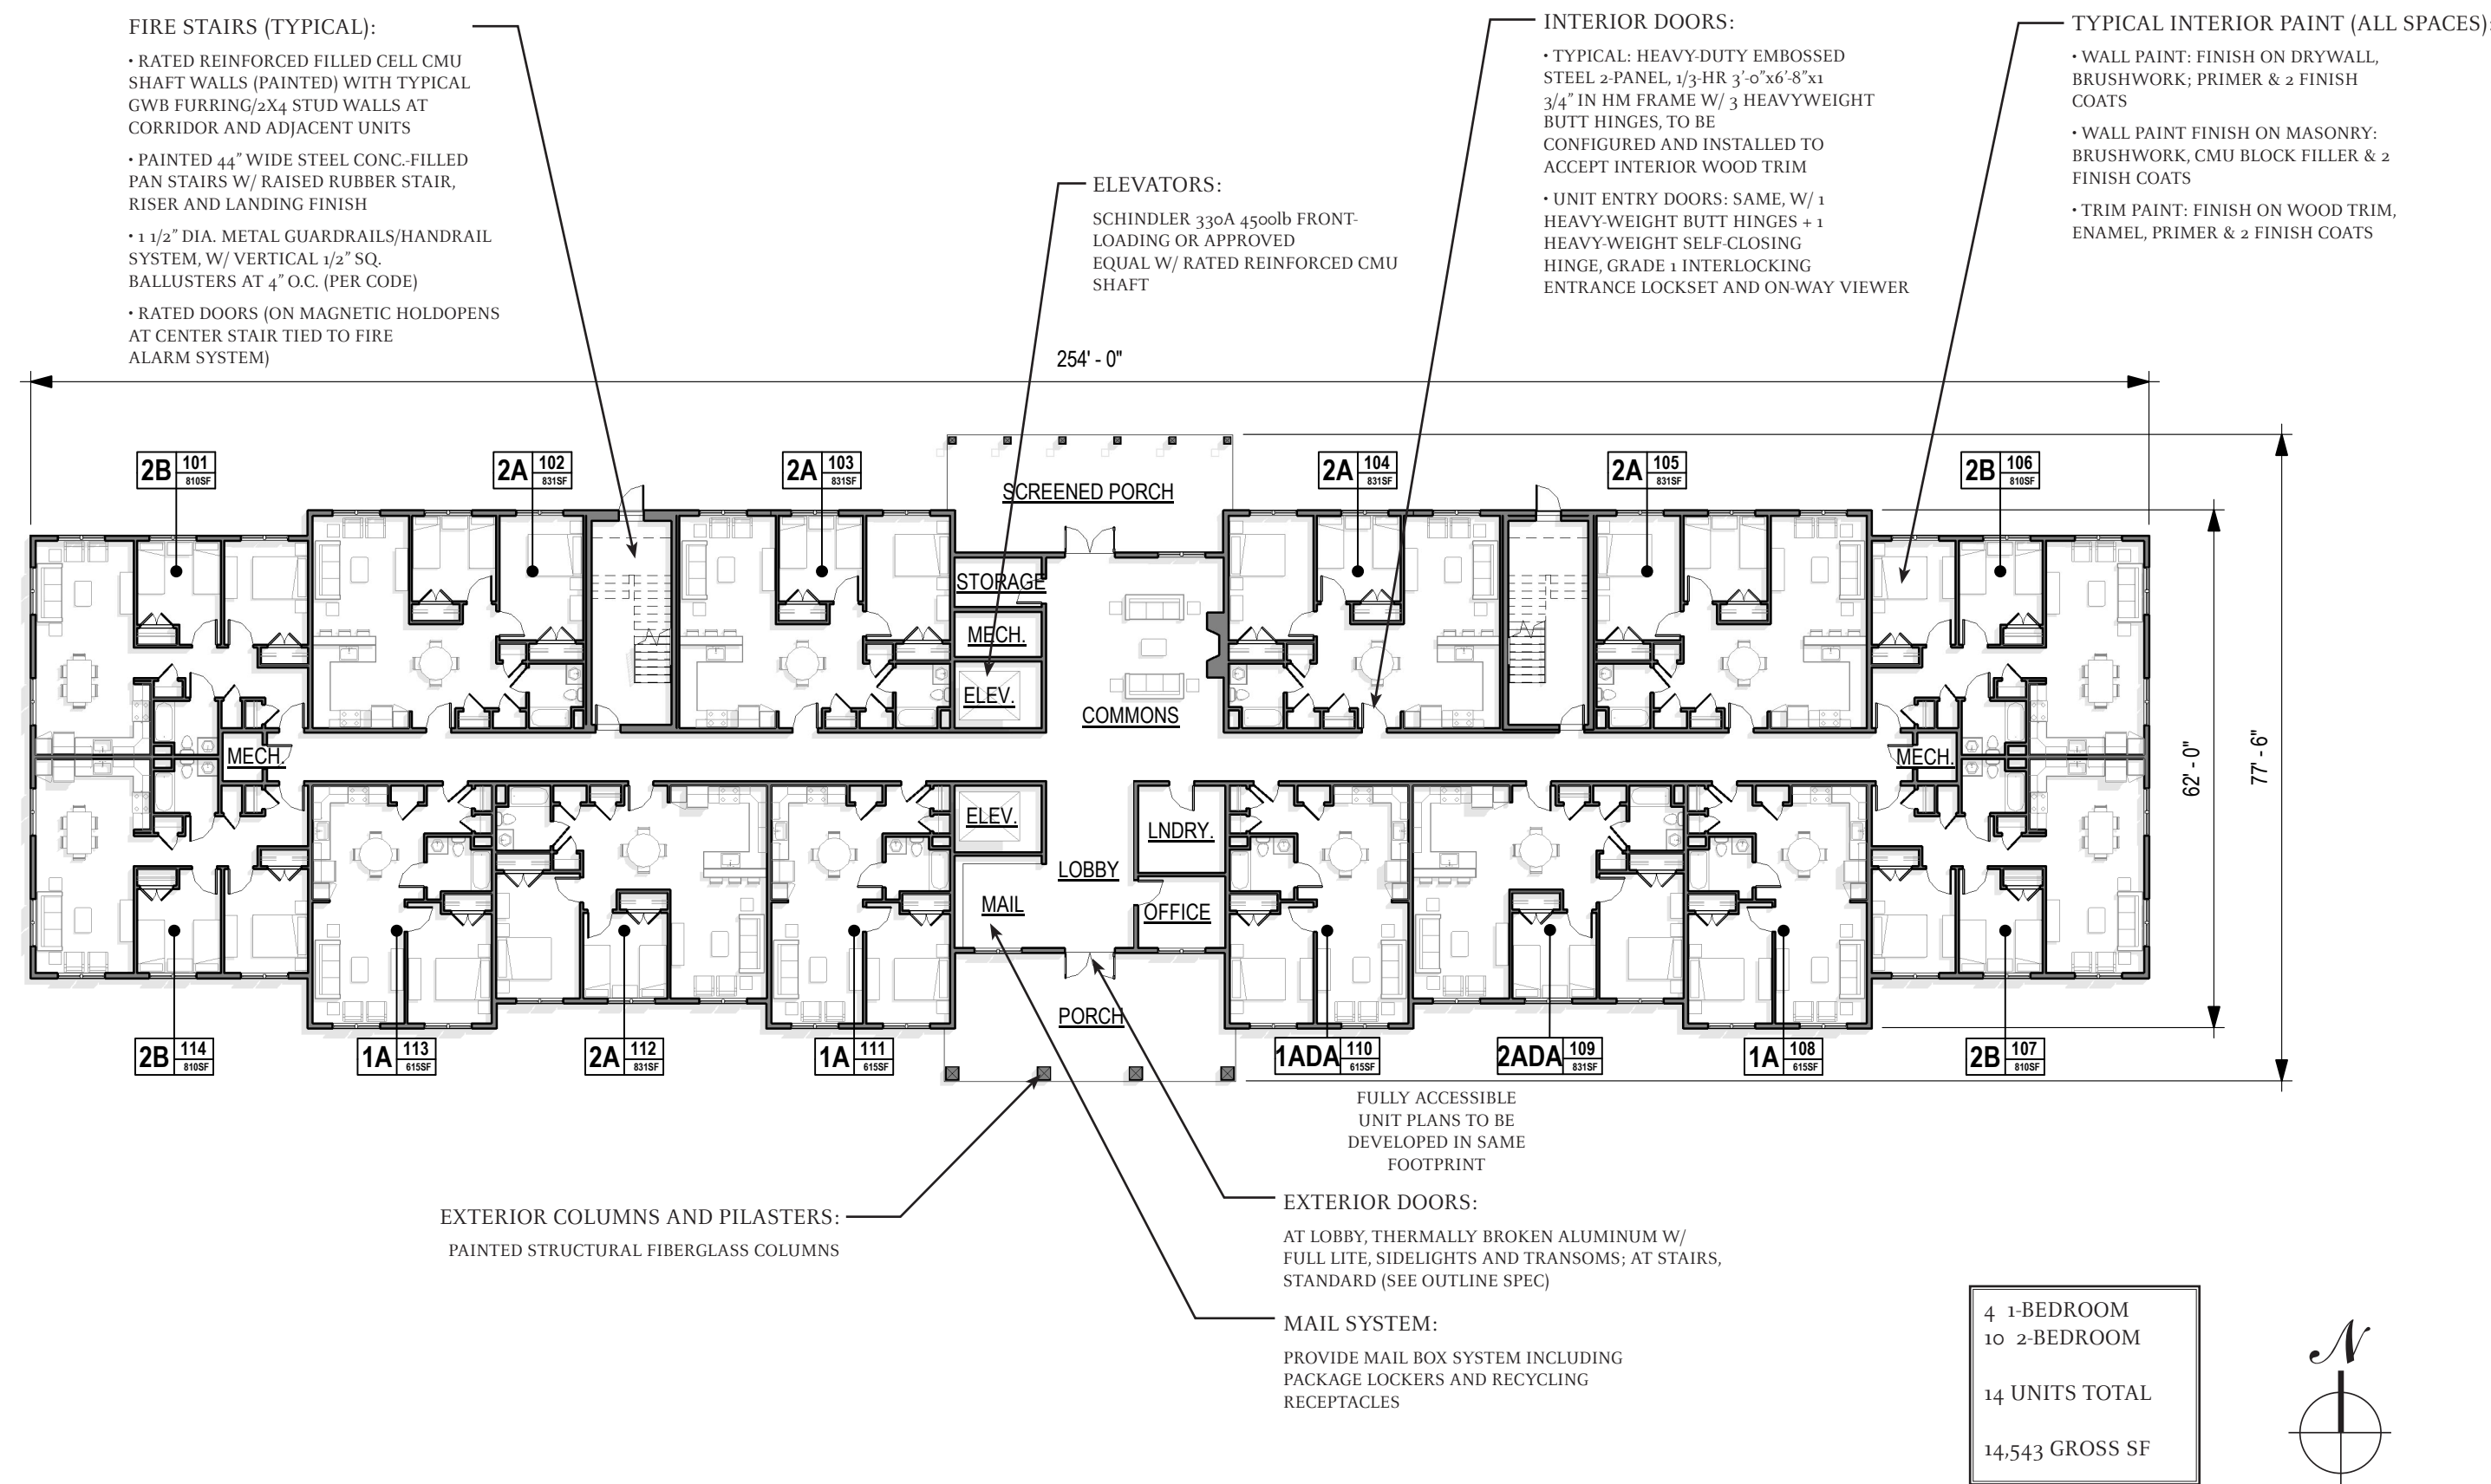 FIRE STAIRS (TYPICAL):
• RATED REINFORCED FILLED CELL CMU
SHAFT WALLS (PAINTED) WITH TYPICAL
GWB FURRING/2X4 STUD WALLS AT
CORRIDOR AND ADJACENT UNITS
• PAINTED 44" WIDE STEEL CONC.-FILLED
PAN STAIRS W/ RAISED RUBBER STAIR,
RISER AND LANDING FINISH
• 1 1/2" DIA. METAL GUARDRAILS/HANDRAIL
SYSTEM, W/ VERTICAL 1/2" SQ.
BALLUSTERS AT 4" O.C. (PER CODE)
• RATED DOORS (ON MAGNETIC HOLDOPENS
AT CENTER STAIR TIED TO FIRE
ALARM SYSTEM)
ELEVATORS:
SCHINDLER 330A 4500lb FRONT-
LOADING OR APPROVED
EQUAL W/ RATED REINFORCED CMU
SHAFT
INTERIOR DOORS:
• TYPICAL: HEAVY-DUTY EMBOSSED
STEEL 2-PANEL, 1/3-HR 3'-0"x6'-8"x1
3/4" IN HM FRAME W/ 3 HEAVYWEIGHT
BUTT HINGES, TO BE
CONFIGURED AND INSTALLED TO
ACCEPT INTERIOR WOOD TRIM
• UNIT ENTRY DOORS: SAME, W/ 1
HEAVY-WEIGHT BUTT HINGES + 1
HEAVY-WEIGHT SELF-CLOSING
HINGE, GRADE 1 INTERLOCKING
ENTRANCE LOCKSET AND ON-WAY VIEWER
TYPICAL INTERIOR PAINT (ALL SPACES):
• WALL PAINT: FINISH ON DRYWALL,
BRUSHWORK; PRIMER & 2 FINISH
COATS
• WALL PAINT FINISH ON MASONRY:
BRUSHWORK, CMU BLOCK FILLER & 2
FINISH COATS
• TRIM PAINT: FINISH ON WOOD TRIM,
ENAMEL, PRIMER & 2 FINISH COATS
254' - 0"
2B 101 810SF
2A 102 831SF
2A 103 831SF
2A 104 831SF
2A 105 831SF
2B 106 810SF
SCREENED PORCH
STORAGE
MECH.
ELEV.
COMMONS
MECH.
MECH.
62' - 0"
77' - 6"
ELEV.
LNDRY.
LOBBY
MAIL
OFFICE
PORCH
2B 114 810SF
1A 113 615SF
2A 112 831SF
1A 111 615SF
1ADA 110 615SF
2ADA 109 831SF
1A 108 615SF
2B 107 810SF
FULLY ACCESSIBLE
UNIT PLANS TO BE
DEVELOPED IN SAME
FOOTPRINT
EXTERIOR COLUMNS AND PILASTERS:
PAINTED STRUCTURAL FIBERGLASS COLUMNS
EXTERIOR DOORS:
AT LOBBY, THERMALLY BROKEN ALUMINUM W/
FULL LITE, SIDELIGHTS AND TRANSOMS; AT STAIRS,
STANDARD (SEE OUTLINE SPEC)
MAIL SYSTEM:
PROVIDE MAIL BOX SYSTEM INCLUDING
PACKAGE LOCKERS AND RECYCLING
RECEPTACLES
4 1-BEDROOM
10 2-BEDROOM
14 UNITS TOTAL
14,543 GROSS SF
N